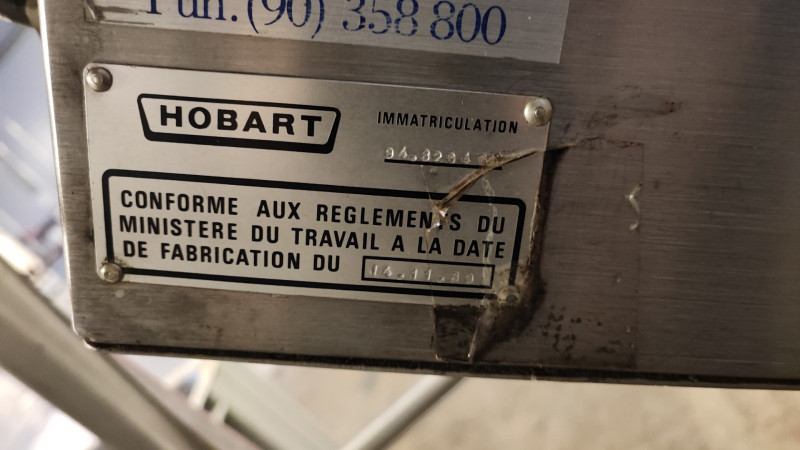 (90) 358 800
HOBART
IMMATRICULATION
CONFORME AUX REGLEMENTS DU
MINISTERE DU TRAVAIL A LA DATE
DE FABRICATION DU